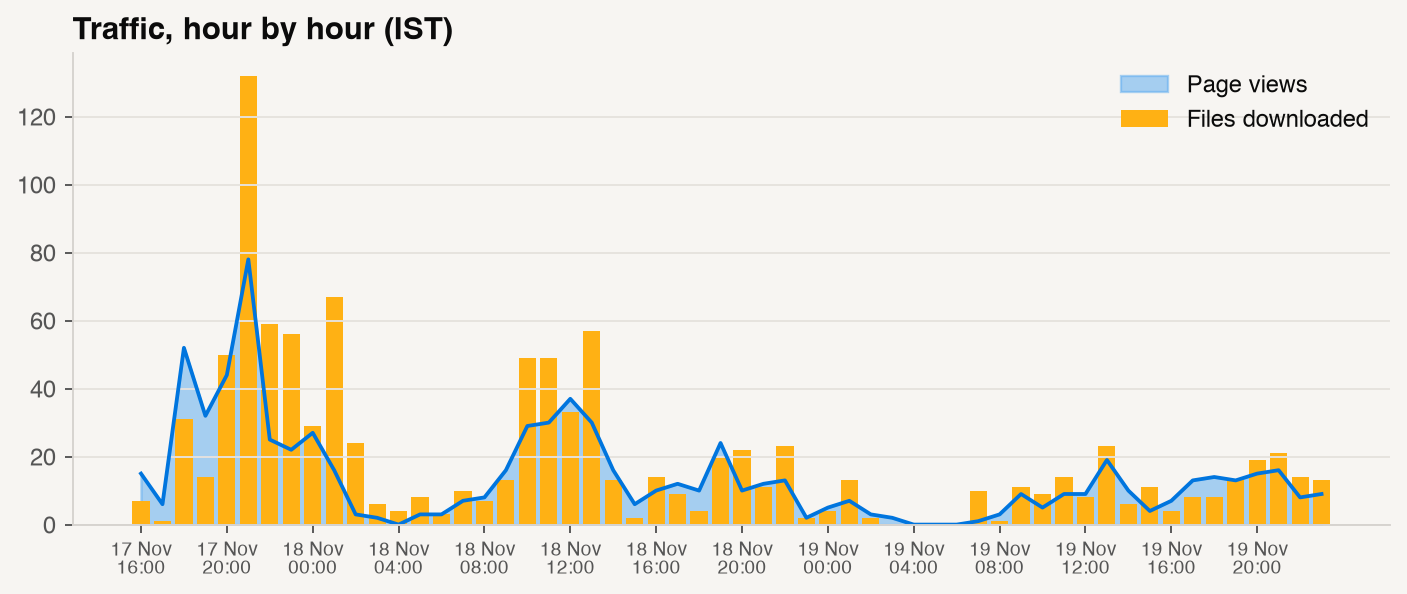 Traffic, hour by hour (IST)
Page views
Files downloaded
120
100
80
60
40
20
0
17 Nov 17 Nov 18 Nov 18 Nov 18 Nov 18 Nov 18 Nov 18 Nov 19 Nov 19 Nov 19 Nov 19 Nov 19 Nov 19 Nov
16:00 20:00 00:00 04:00 08:00 12:00 16:00 20:00 00:00 04:00 08:00 12:00 16:00 20:00